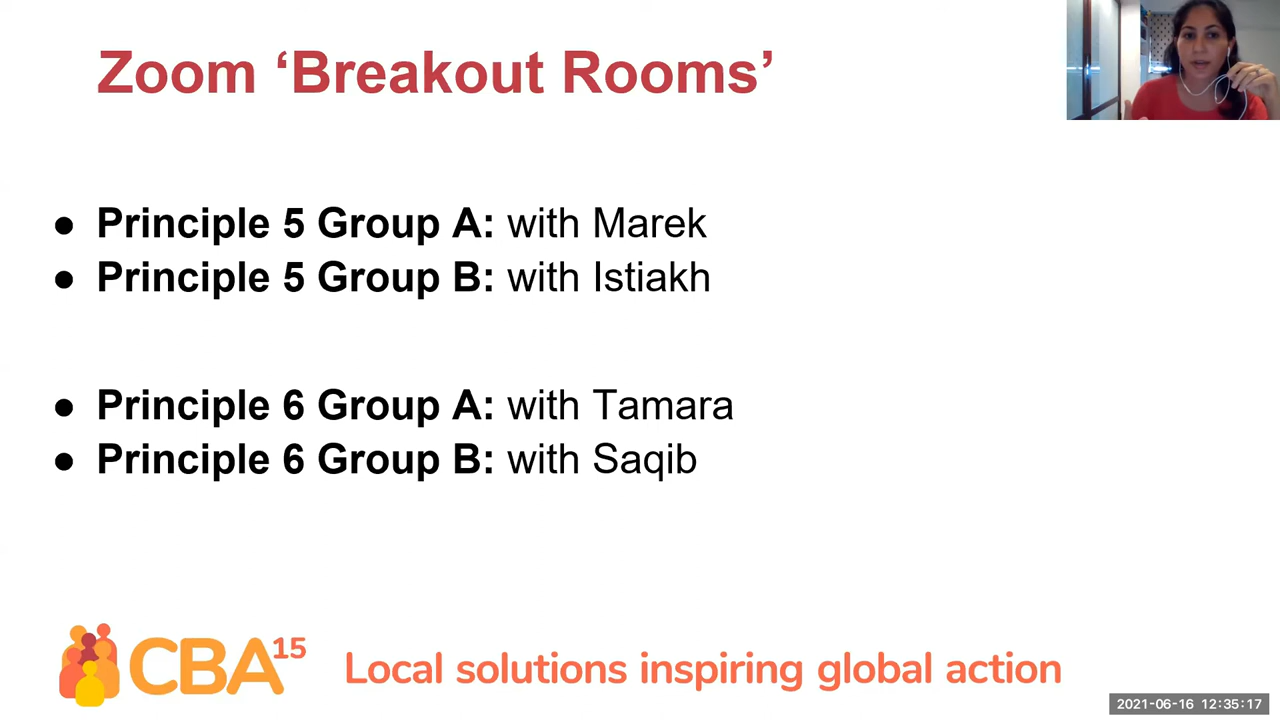 Zoom ‘Breakout Rooms’
● Principle 5 Group A: with Marek
● Principle 5 Group B: with Istiakh
● Principle 6 Group A: with Tamara
● Principle 6 Group B: with Saqib
CBA15
Local solutions inspiring global action
2021-06-16 12:35:17